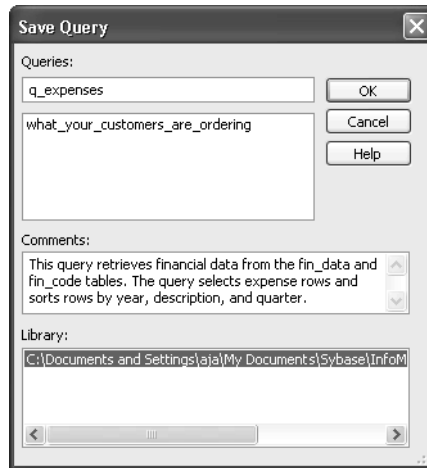 Save Query
Queries:
q_expenses
OK
what_your_customers_are_ordering
Cancel
Help
Comments:
This query retrieves financial data from the fin_data and
fin_code tables. The query selects expense rows and
sorts rows by year, description, and quarter.
Library:
C:\Documents and Settings\aja\My Documents\Sybase\InfoM